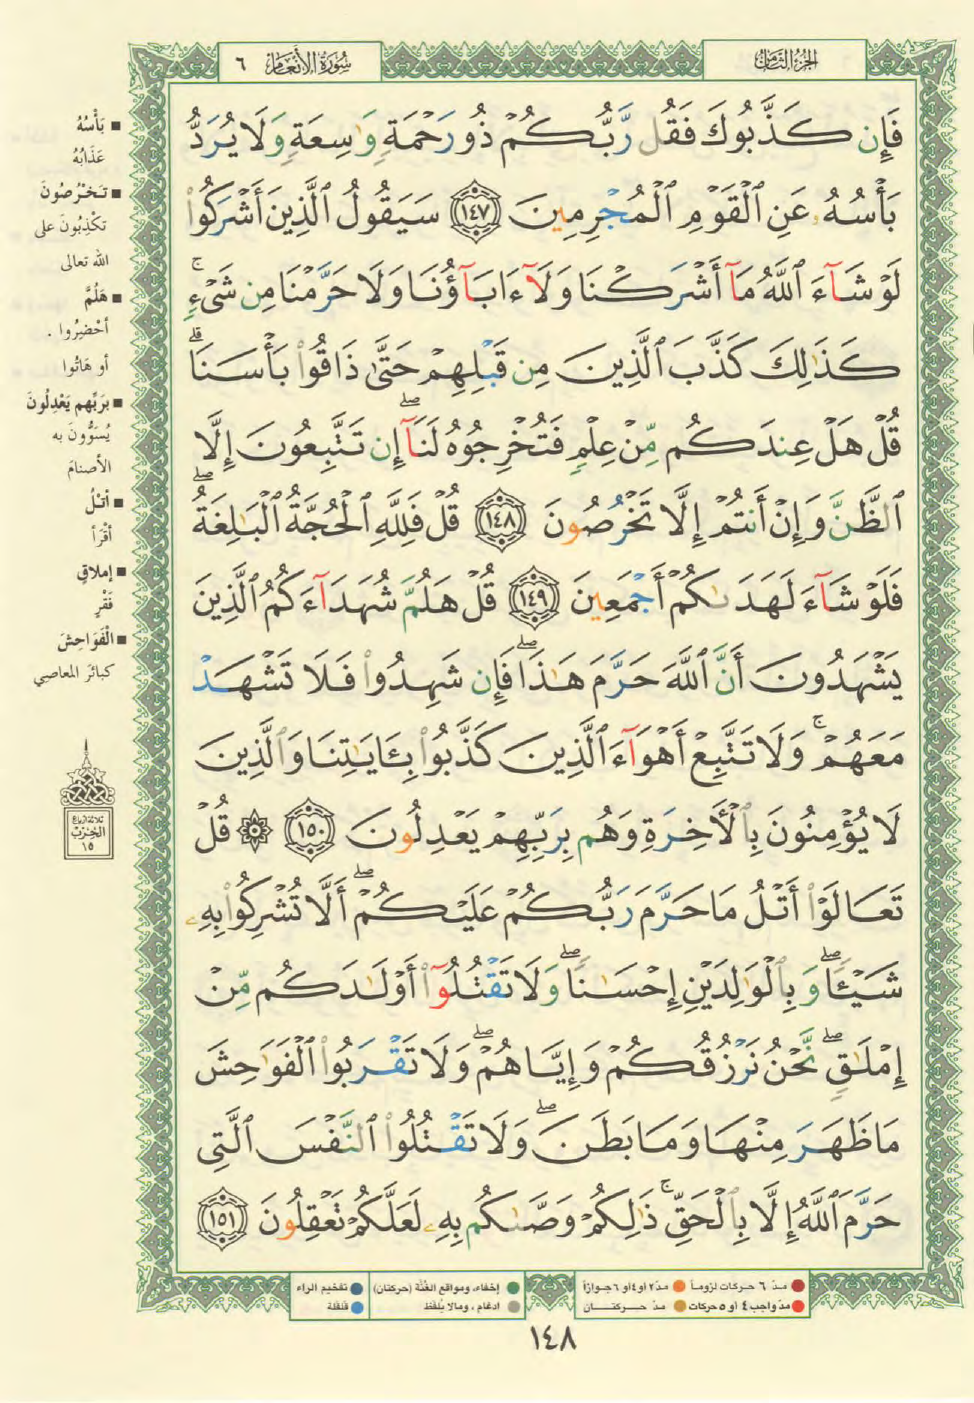 الجزء الثامن
سورة الأنعام ٦
فَإِن كَذَّبُوكَ فَقُل رَّبُّكُمْ ذُو رَحْمَةٍ وَٰسِعَةٍ وَلَا يُرَدُّ
بَأْسُهُۥ عَنِ ٱلْقَوْمِ ٱلْمُجْرِمِينَ ﴿١٤٧﴾ سَيَقُولُ ٱلَّذِينَ أَشْرَكُوا۟
لَوْ شَآءَ ٱللَّهُ مَآ أَشْرَكْنَا وَلَآ ءَابَآؤُنَا وَلَا حَرَّمْنَا مِن شَىْءٍ ۚ
كَذَٰلِكَ كَذَّبَ ٱلَّذِينَ مِن قَبْلِهِمْ حَتَّىٰ ذَاقُوا۟ بَأْسَنَا ۗ
قُلْ هَلْ عِندَكُم مِّنْ عِلْمٍ فَتُخْرِجُوهُ لَنَآ ۖ إِن تَتَّبِعُونَ إِلَّا
ٱلظَّنَّ وَإِنْ أَنتُمْ إِلَّا تَخْرُصُونَ ﴿١٤٨﴾ قُلْ فَلِلَّهِ ٱلْحُجَّةُ ٱلْبَٰلِغَةُ ۖ
فَلَوْ شَآءَ لَهَدَىٰكُمْ أَجْمَعِينَ ﴿١٤٩﴾ قُلْ هَلُمَّ شُهَدَآءَكُمُ ٱلَّذِينَ
يَشْهَدُونَ أَنَّ ٱللَّهَ حَرَّمَ هَٰذَا ۖ فَإِن شَهِدُوا۟ فَلَا تَشْهَدْ
مَعَهُمْ ۚ وَلَا تَتَّبِعْ أَهْوَآءَ ٱلَّذِينَ كَذَّبُوا۟ بِـَٔايَٰتِنَا وَٱلَّذِينَ
لَا يُؤْمِنُونَ بِٱلْـَٔاخِرَةِ وَهُم بِرَبِّهِمْ يَعْدِلُونَ ﴿١٥٠﴾ ۞ قُلْ
تَعَالَوْا۟ أَتْلُ مَا حَرَّمَ رَبُّكُمْ عَلَيْكُمْ ۖ أَلَّا تُشْرِكُوا۟ بِهِۦ
شَيْـًٔا ۖ وَبِٱلْوَٰلِدَيْنِ إِحْسَٰنًا ۖ وَلَا تَقْتُلُوٓا۟ أَوْلَٰدَكُم مِّنْ
إِمْلَٰقٍ ۖ نَّحْنُ نَرْزُقُكُمْ وَإِيَّاهُمْ ۖ وَلَا تَقْرَبُوا۟ ٱلْفَوَٰحِشَ
مَا ظَهَرَ مِنْهَا وَمَا بَطَنَ ۖ وَلَا تَقْتُلُوا۟ ٱلنَّفْسَ ٱلَّتِى
حَرَّمَ ٱللَّهُ إِلَّا بِٱلْحَقِّ ۚ ذَٰلِكُمْ وَصَّىٰكُم بِهِۦ لَعَلَّكُمْ تَعْقِلُونَ ﴿١٥١﴾
■ بَأْسُهُ
عَذَابُهُ
■ تَخْرُصُونَ
تَكْذِبُونَ على
الله تعالى
■ هَلُمَّ
أحْضِرُوا .
أو هَاتُوا
■ بِرَبِّهِم يَعْدِلُونَ
يُسَوُّونَ به
الأصنامَ
■ أتْلُ
أقْرَأ
■ إملاقٍ
فَقْرٍ
■ الْفَوَاحِشَ
كبائرَ المعاصي
ثلاثة أرباع
الحزب
١٥
مدّ ٦ حركات لزوماً
مدّ ٢ أو ٤ أو ٦ جوازاً
إخفاء، ومواقع الغُنَّة (حركتان)
تفخيم الراء
مدّ واجب ٤ أو ٥ حركات
مدّ حركتان
ادغام ، ومالا يُلفَظ
قلقلة
١٤٨